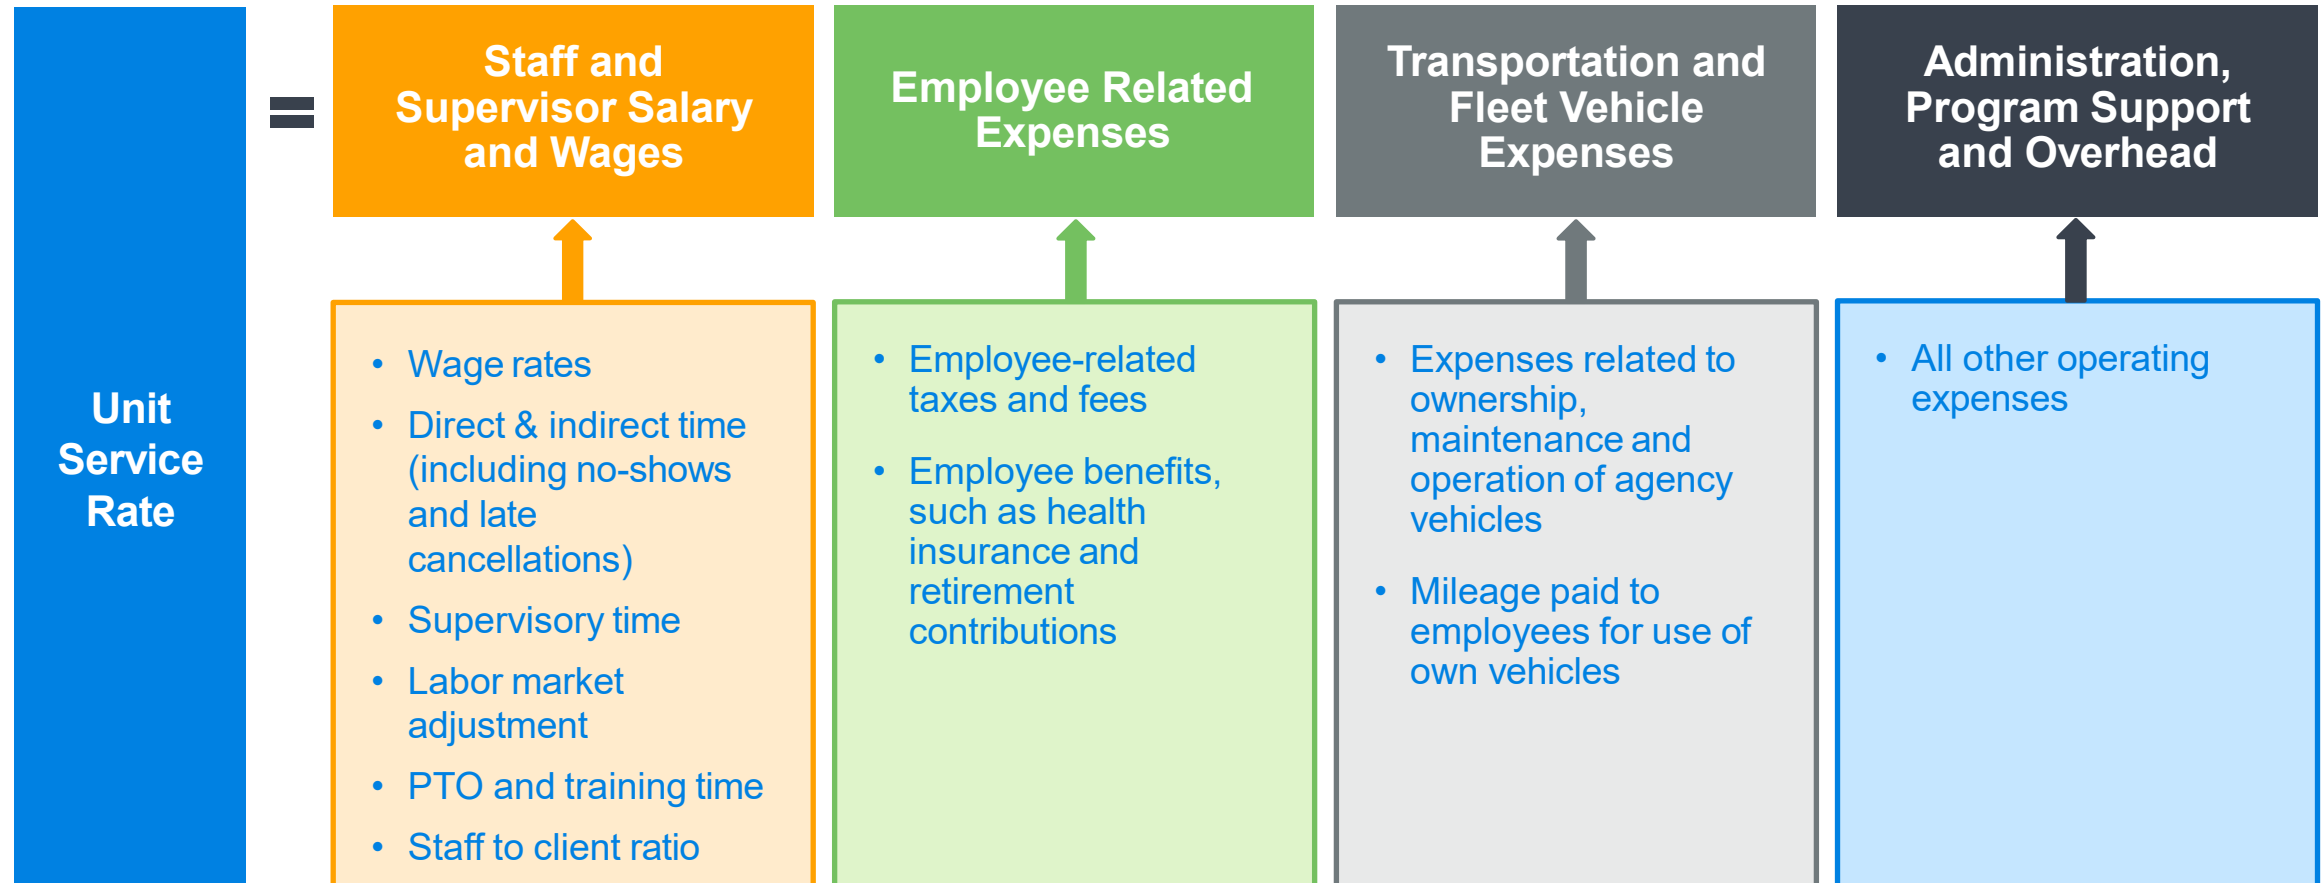 Unit
Service
Rate
=
Staff and
Supervisor Salary
and Wages
Employee Related
Expenses
Transportation and
Fleet Vehicle
Expenses
Administration,
Program Support
and Overhead
• Wage rates
• Direct & indirect time
(including no-shows
and late
cancellations)
• Supervisory time
• Labor market
adjustment
• PTO and training time
• Staff to client ratio
• Employee-related
taxes and fees
• Employee benefits,
such as health
insurance and
retirement
contributions
• Expenses related to
ownership,
maintenance and
operation of agency
vehicles
• Mileage paid to
employees for use of
own vehicles
• All other operating
expenses